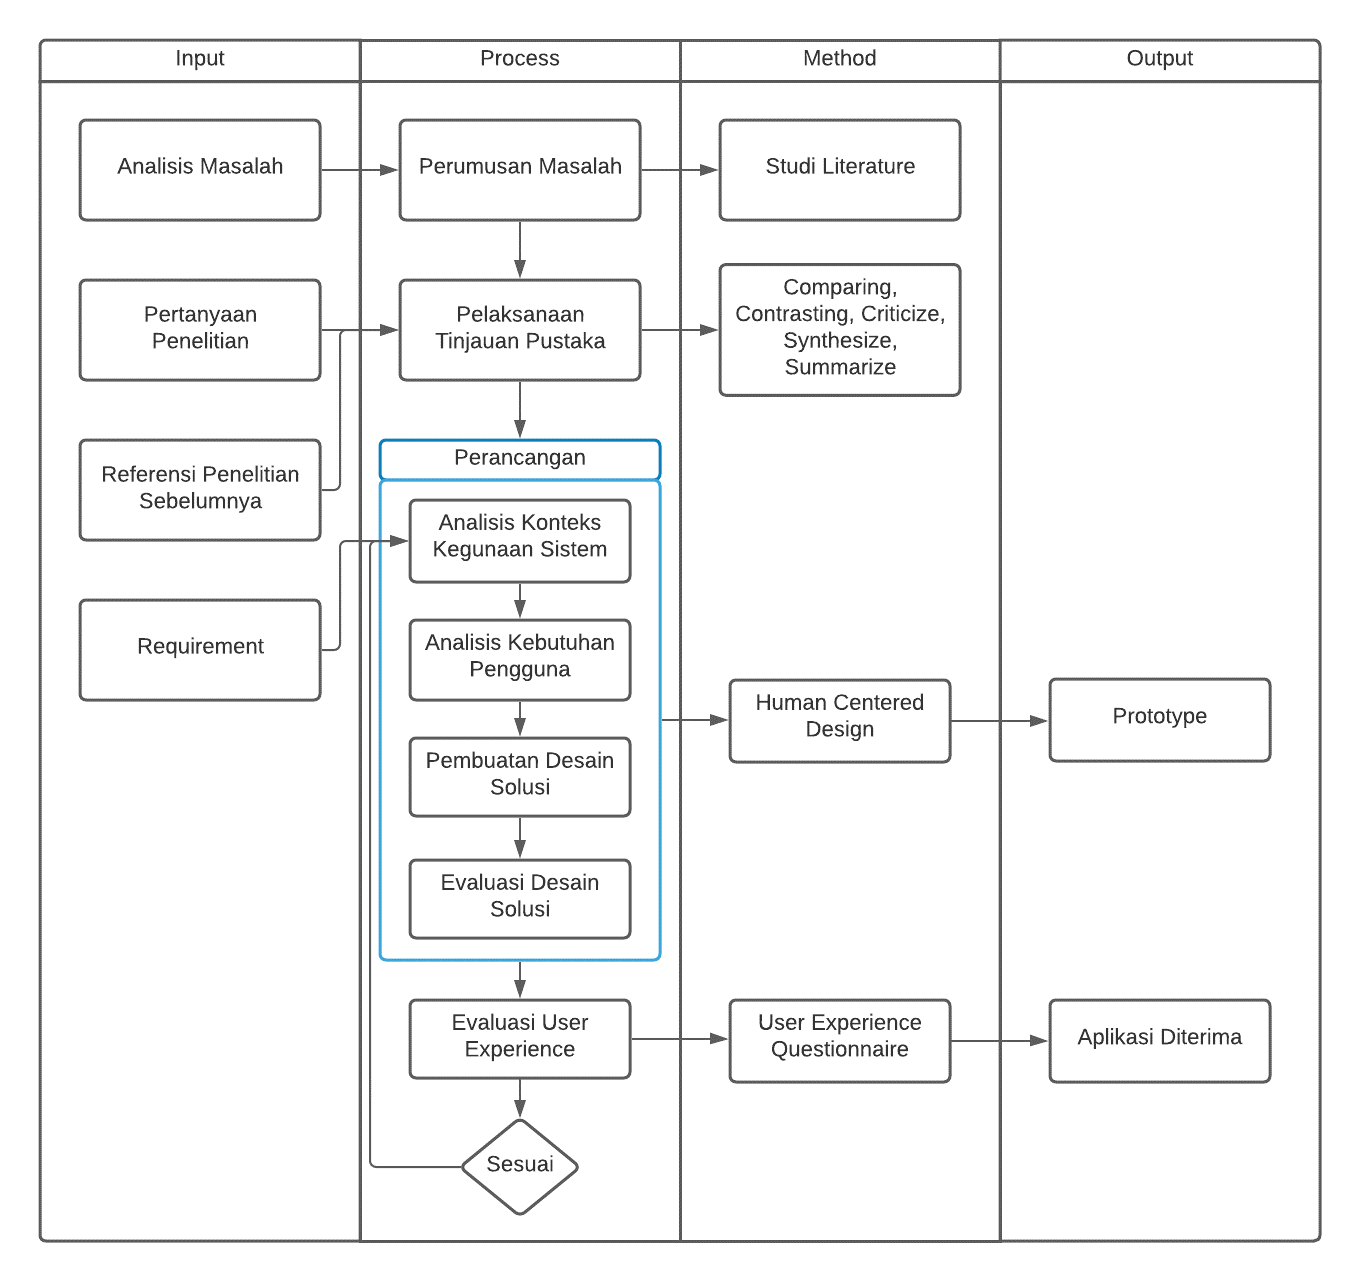 Input
Process
Method
Output
Analisis Masalah
Perumusan Masalah
Studi Literature
Pertanyaan
Penelitian
Pelaksanaan
Tinjauan Pustaka
Comparing,
Contrasting, Criticize,
Synthesize,
Summarize
Referensi Penelitian
Sebelumnya
Perancangan
Analisis Konteks
Kegunaan Sistem
Requirement
Analisis Kebutuhan
Pengguna
Human Centered
Design
Prototype
Pembuatan Desain
Solusi
Evaluasi Desain
Solusi
Evaluasi User
Experience
User Experience
Questionnaire
Aplikasi Diterima
Sesuai